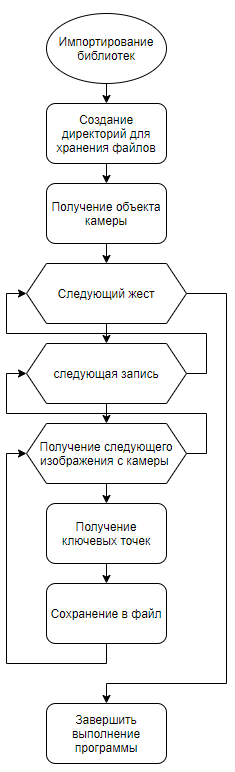 Импортирование
библиотек
Создание
директорий для
хранения файлов
Получение объекта
камеры
Следующий жест
следующая запись
Получение следующего
изображения с камеры
Получение
ключевых точек
Сохранение в файл
Завершить
выполнение
программы